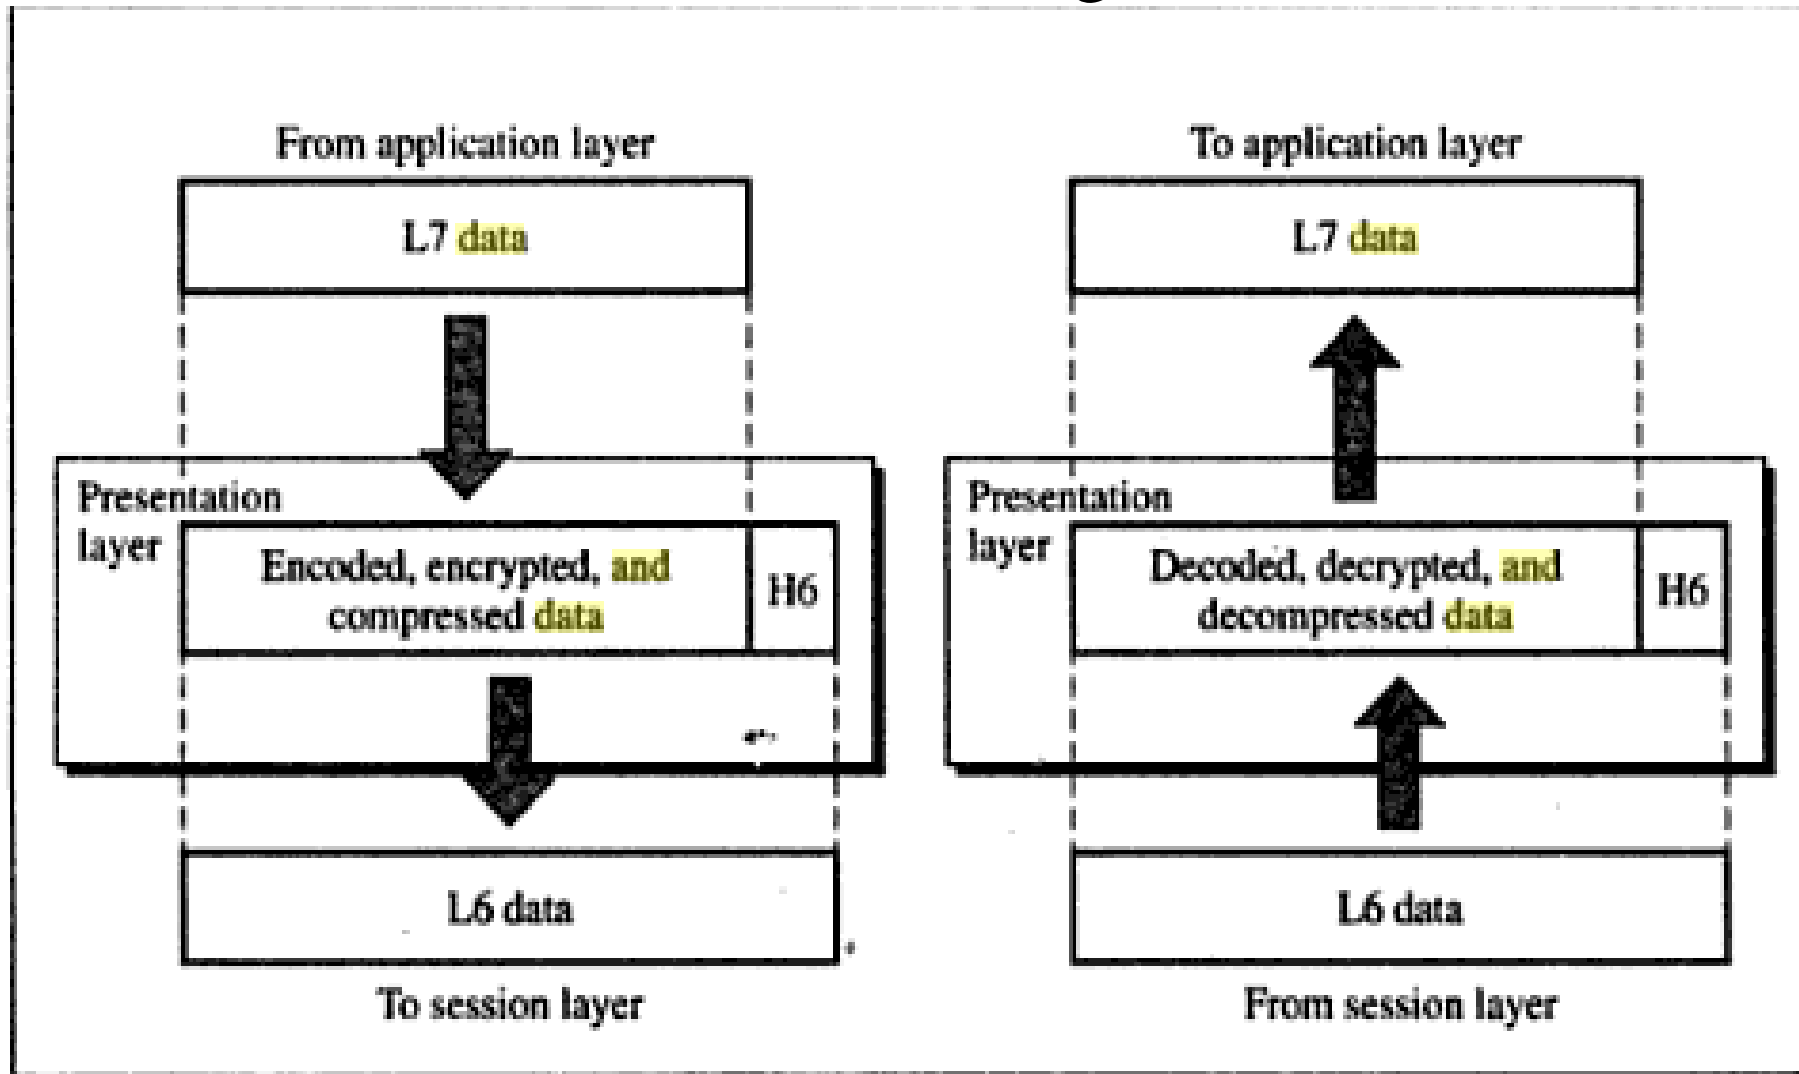 From application layer
L7 data
Presentation
layer
Encoded, encrypted, and
compressed data
H6
L6 data
To session layer
To application layer
L7 data
Presentation
layer
Decoded, decrypted, and
decompressed data
H6
L6 data
From session layer